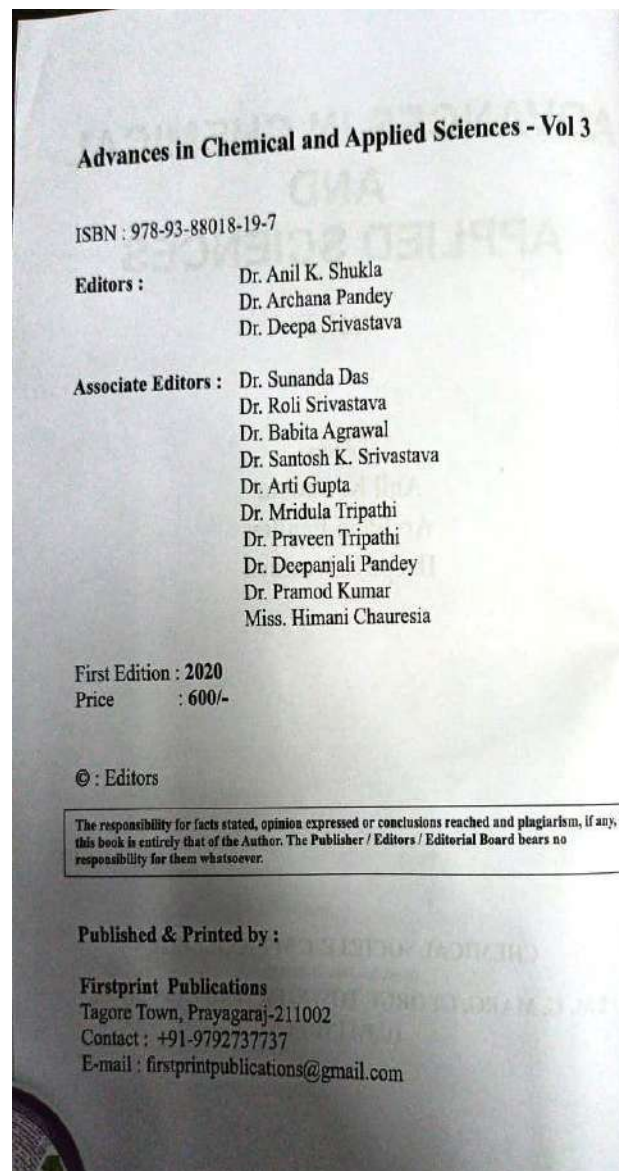 Advances in Chemical and Applied Sciences - Vol 3
ISBN : 978-93-88018-19-7
Editors : Dr. Anil K. Shukla
Dr. Archana Pandey
Dr. Deepa Srivastava
Associate Editors : Dr. Sunanda Das
Dr. Roli Srivastava
Dr. Babita Agrawal
Dr. Santosh K. Srivastava
Dr. Arti Gupta
Dr. Mridula Tripathi
Dr. Praveen Tripathi
Dr. Deepanjali Pandey
Dr. Pramod Kumar
Miss. Himani Chauresia
First Edition : 2020
Price : 600/-
© : Editors
The responsibility for facts stated, opinion expressed or conclusions reached and plagiarism, if any,
this book is entirely that of the Author. The Publisher / Editors / Editorial Board bears no
responsibility for them whatsoever.
Published & Printed by :
Firstprint Publications
Tagore Town, Prayagaraj-211002
Contact : +91-9792737737
E-mail : firstprintpublications@gmail.com